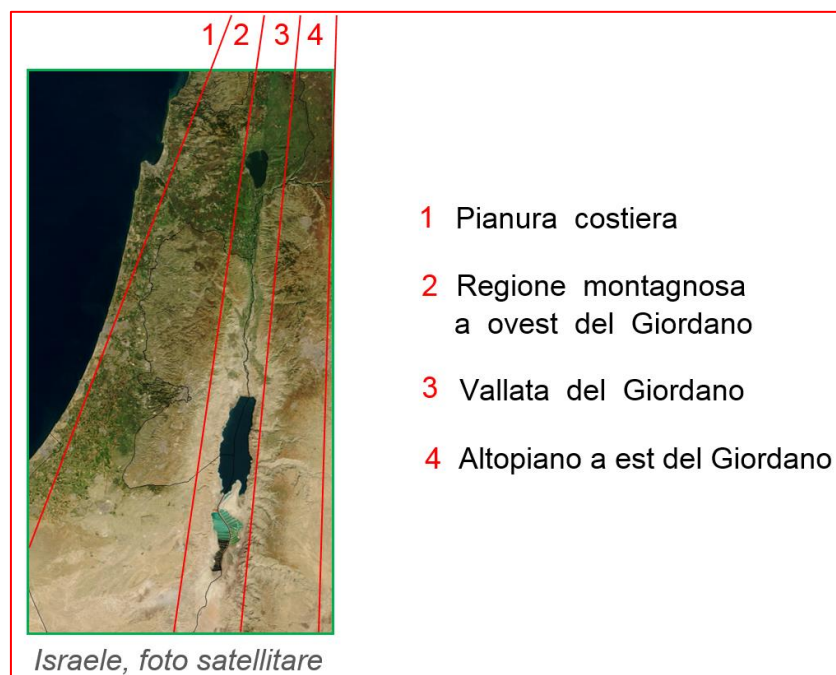 1 2 3 4
1 Pianura costiera
2 Regione montagnosa
a ovest del Giordano
3 Vallata del Giordano
4 Altopiano a est del Giordano
Israele, foto satellitare